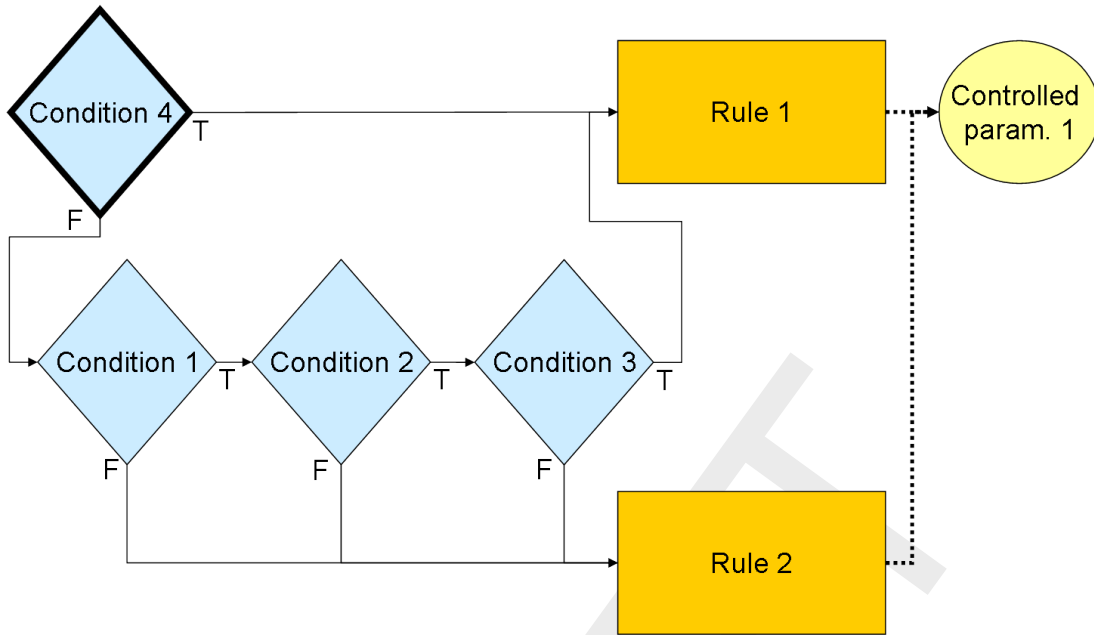 Condition 4
T
Rule 1
Controlled
param. 1
F
Condition 1
T
Condition 2
T
Condition 3
T
F
F
F
Rule 2